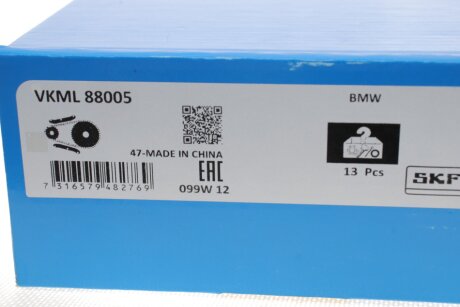 VKML 88005
BMW
47-MADE IN CHINA
EAC
099W 12
7 316579 482769
13 Pcs
SKF